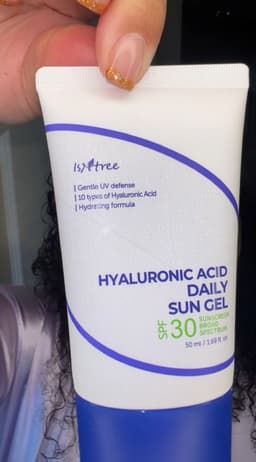 Isntree
| Gentle UV defense
| 10 types of Hyaluronic Acid
| Hydrating formula
HYALURONIC ACID
DAILY
SUN GEL
SPF 30 SUNSCREEN
BROAD
SPECTRUM
50 ml / 1.69 fl. oz